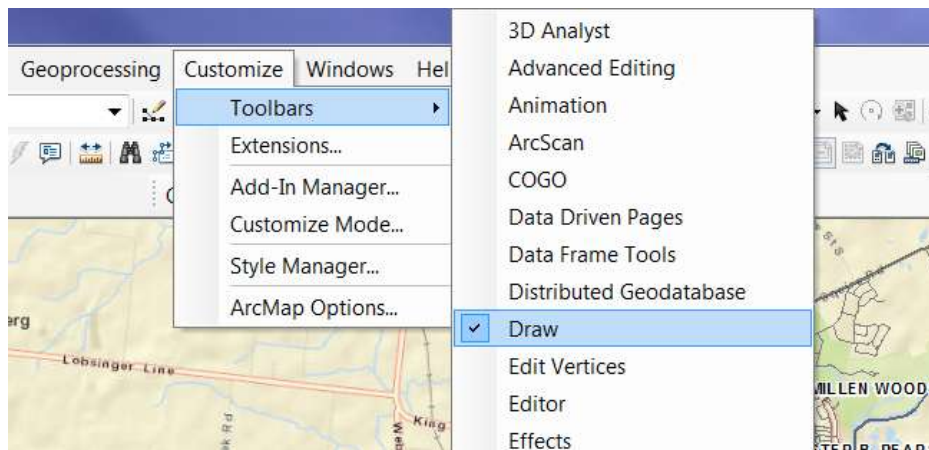 Geoprocessing Customize Windows Hel
Toolbars
Extensions...
Add-In Manager...
Customize Mode...
Style Manager...
ArcMap Options...
3D Analyst
Advanced Editing
Animation
ArcScan
COGO
Data Driven Pages
Data Frame Tools
Distributed Geodatabase
Draw
Edit Vertices
Editor
Effects
erg
Lobsinger Line
King
MILLEN WOOD